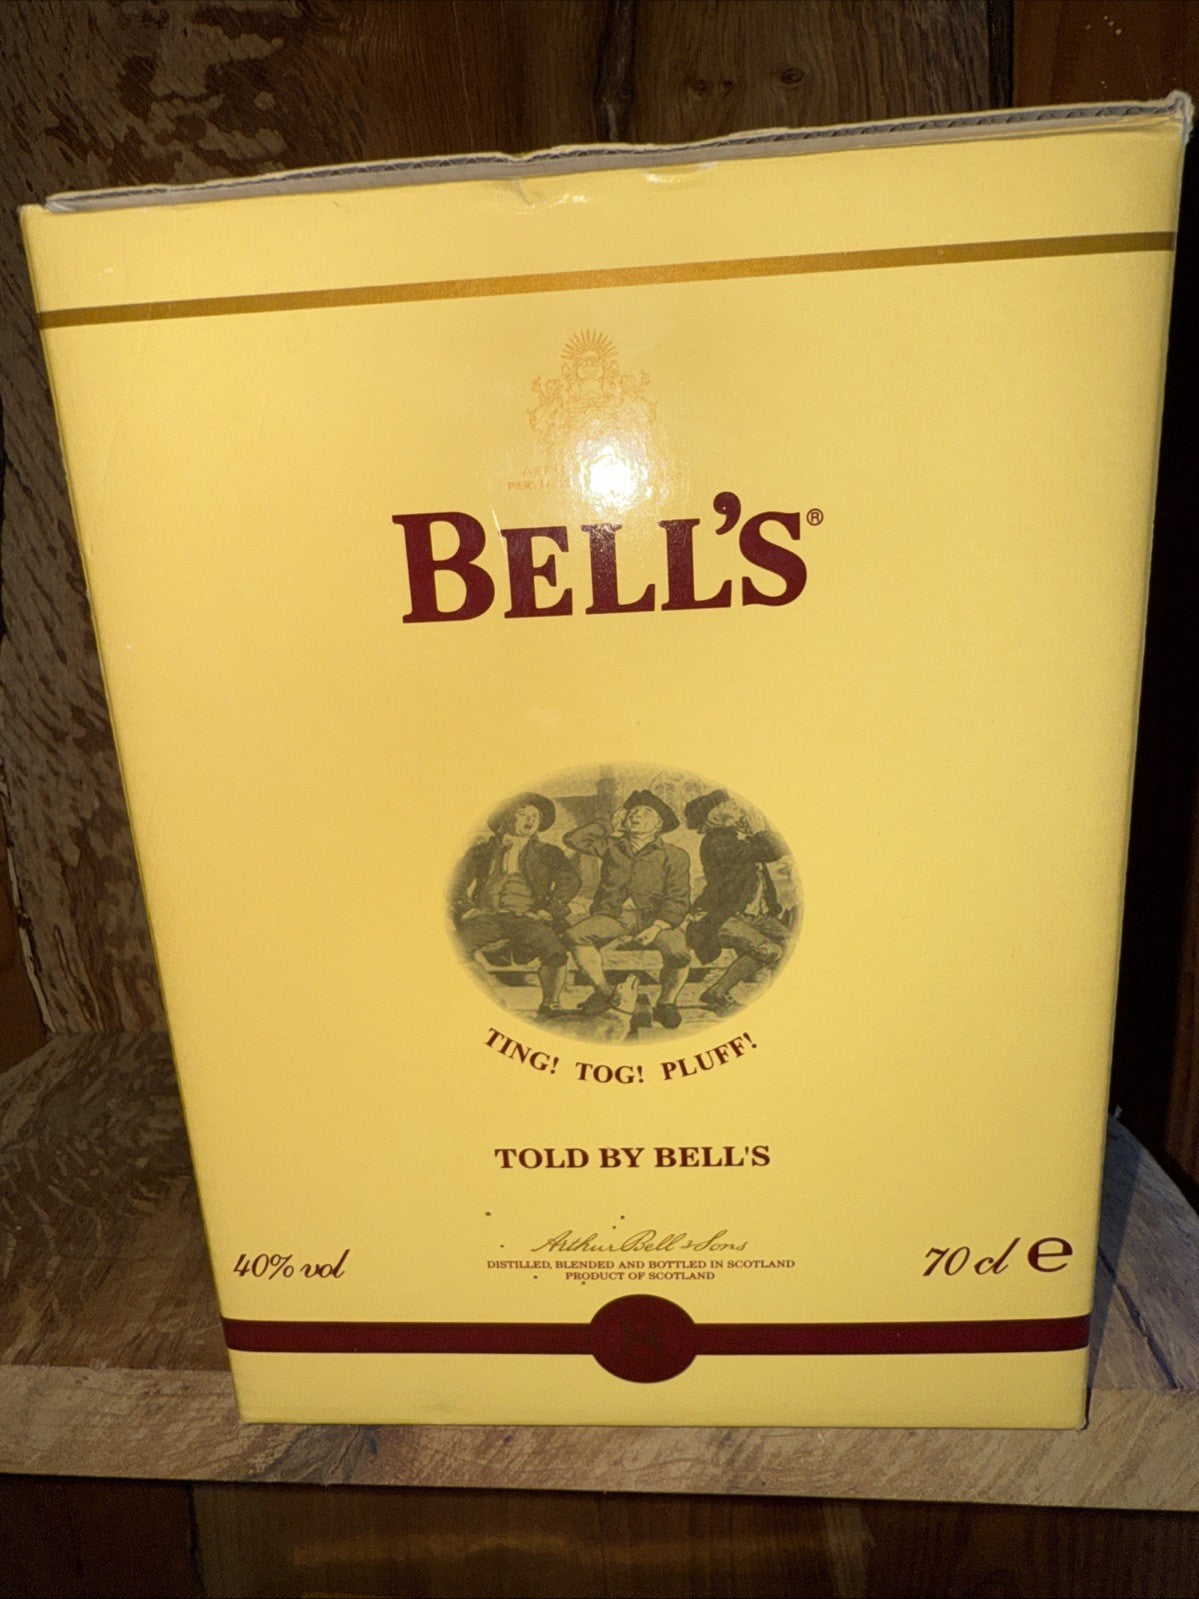 BELL'S®
TING! TOG! PLUFF!
TOLD BY BELL'S
Arthur Bell & Sons
40% vol
DISTILLED, BLENDED AND BOTTLED IN SCOTLAND
PRODUCT OF SCOTLAND
70 cl e